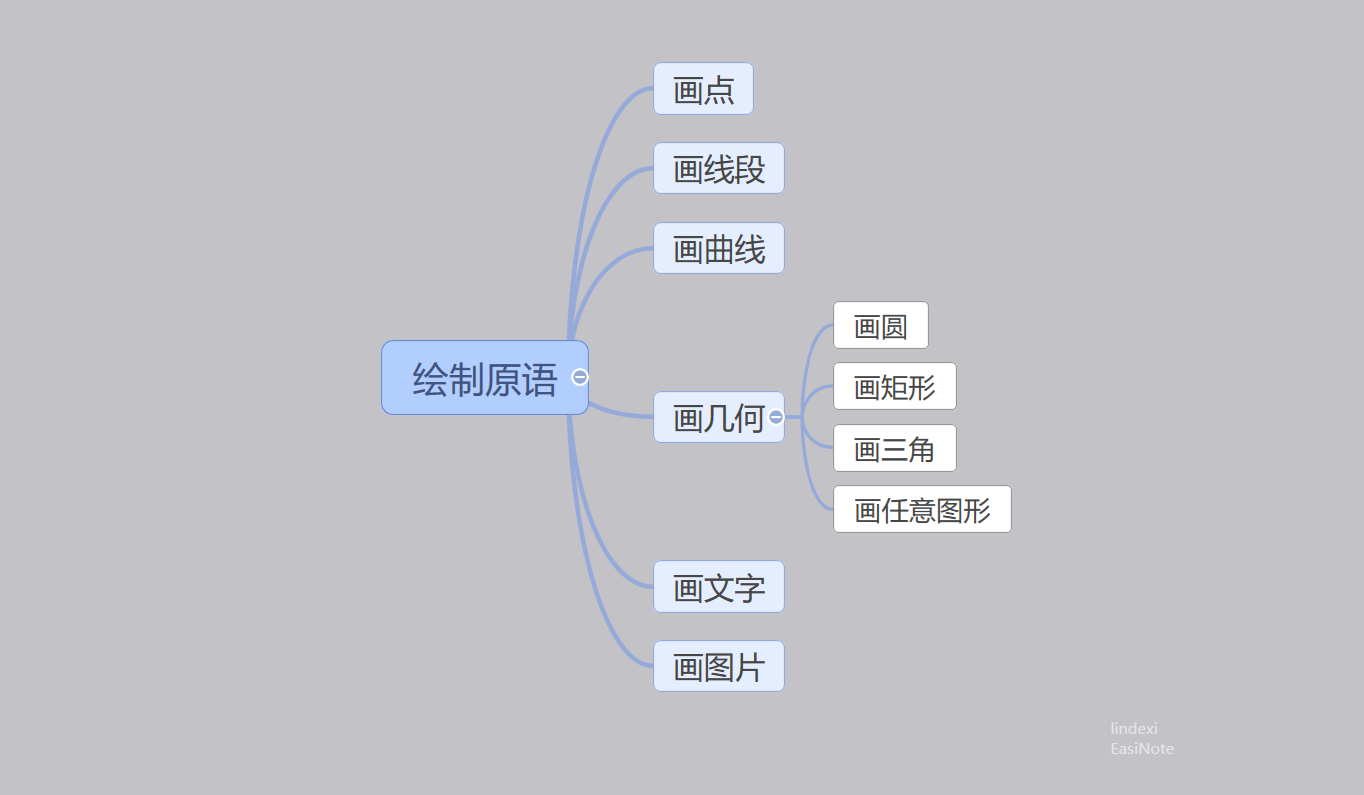 画点
画线段
画曲线
绘制原语
画几何
画圆
画矩形
画三角
画任意图形
画文字
画图片
lindexi
EasiNote